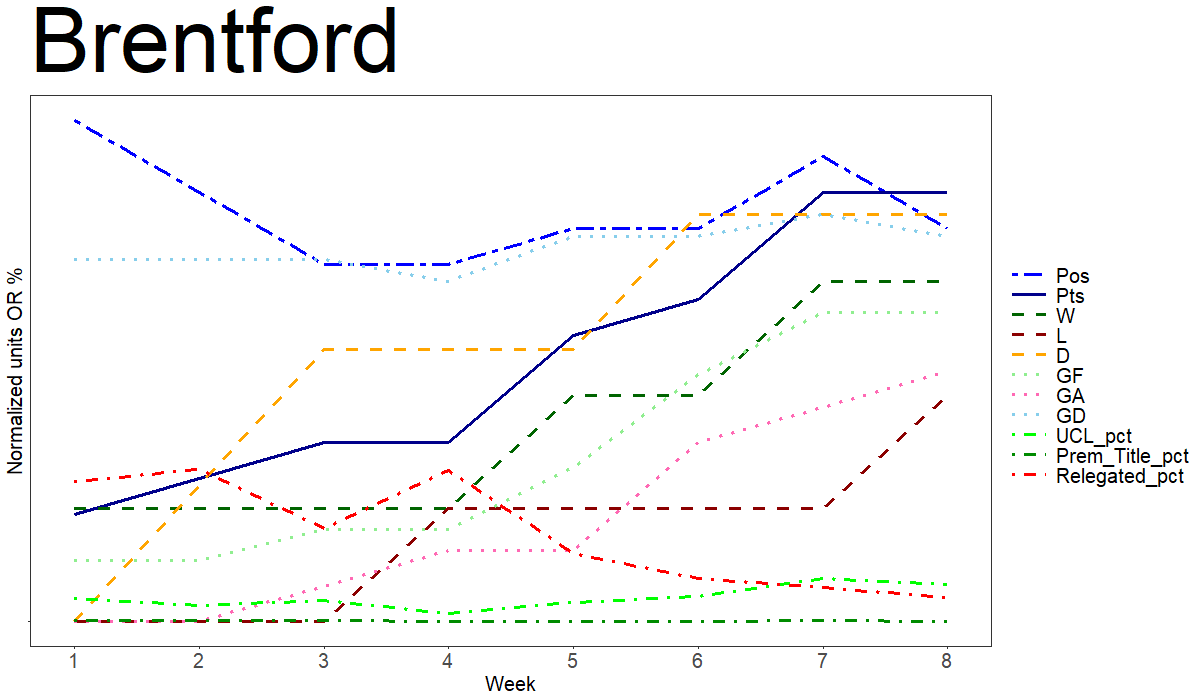 Brentford
Normalized units OR %
Pos
Pts
W
L
D
GF
GA
GD
UCL_pct
Prem_Title_pct
Relegated_pct
1 2 3 4 5 6 7 8
Week